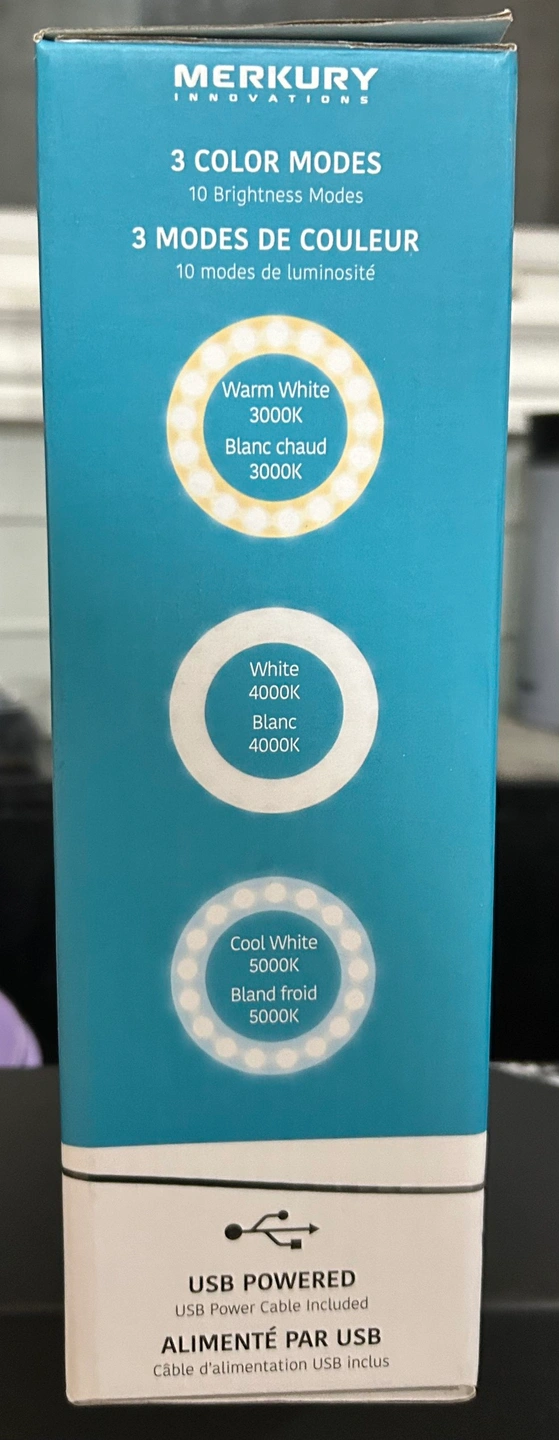 MERKURY
INNOVATIONS
3 COLOR MODES
10 Brightness Modes
3 MODES DE COULEUR
10 modes de luminosité
Warm White
3000K
Blanc chaud
3000K
White
4000K
Blanc
4000K
Cool White
5000K
Bland froid
5000K
USB POWERED
USB Power Cable Included
ALIMENTÉ PAR USB
Câble d'alimentation USB inclus